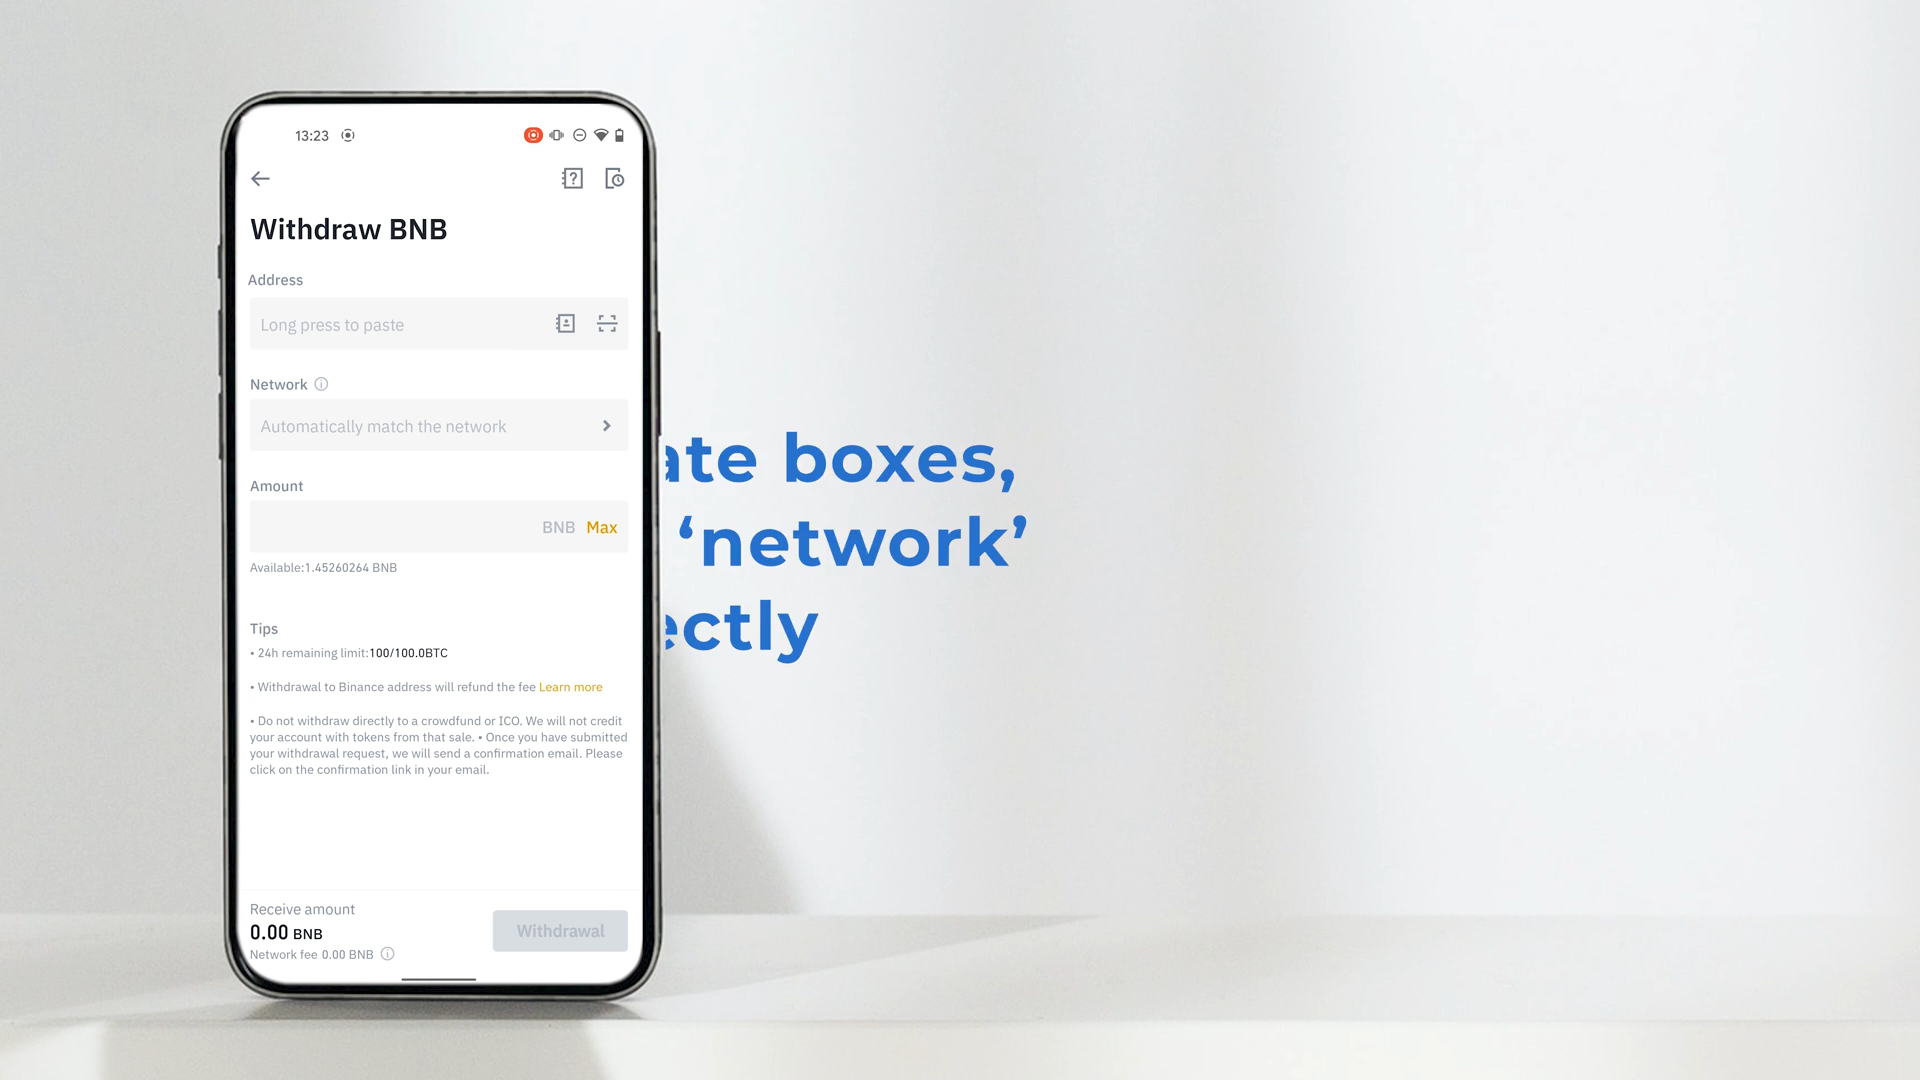 13:23
Withdraw BNB
Address
Long press to paste
Network
Automatically match the network
Amount
BNB Max
Available:1.45260264 BNB
Tips
• 24h remaining limit:100/100.0BTC
• Withdrawal to Binance address will refund the fee Learn more
• Do not withdraw directly to a crowdfund or ICO. We will not credit
your account with tokens from that sale. • Once you have submitted
your withdrawal request, we will send a confirmation email. Please
click on the confirmation link in your email.
Receive amount
0.00 BNB
Network fee 0.00 BNB
Withdrawal
boxes,
‘network’